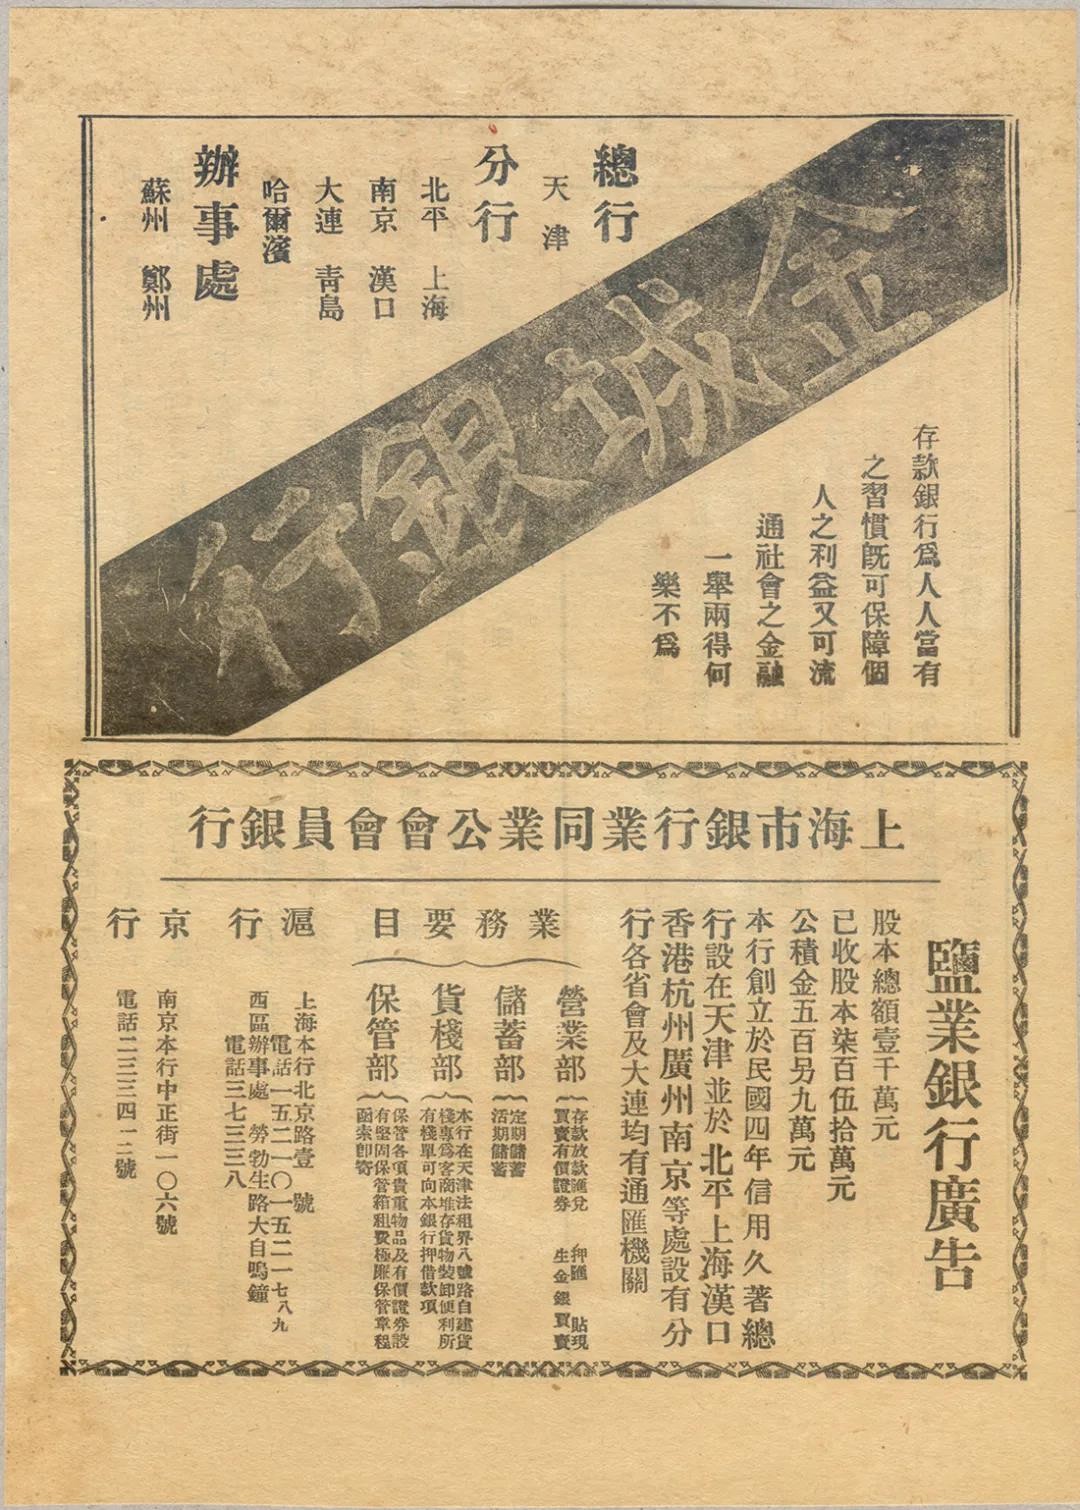 金城銀行
總行
天津
分行
北平 上海
南京 漢口
大連 青島
哈爾濱
辦事處
蘇州 鄭州
存款銀行爲人人當有
之習慣既可保障個
人之利益又可流
通社會之金融
一舉兩得何
樂不爲
上海市銀行業同業公會會員銀行
鹽業銀行廣告
股本總額壹千萬元
已收股本柒百伍拾萬元
公積金五百另九萬元
本行創立於民國四年信用久著總
行設在天津並於北平上海漢口
香港杭州廣州南京等處設有分
行各省會及大連均有通匯機關
業務要目
營業部
存款放款匯兌 押匯 貼現
買賣有價證券 生金銀買賣
儲蓄部
定期儲蓄
活期儲蓄
貨棧部
本行在天津法租界八號路自建貨
棧專爲客商堆存貨物裝卸便利所
有棧單可向本銀行押借款項
保管部
保管各項貴重物品及有價證券設
有堅固保管箱租費極廉保管章程
函索卽寄
滬行
上海本行北京路壹號
電話一五二一〇一五二一一七八九
西區辦事處 勞勃生路大自鳴鐘
電話三七三三八
京行
南京本行中正街一〇六號
電話二三三四一二號